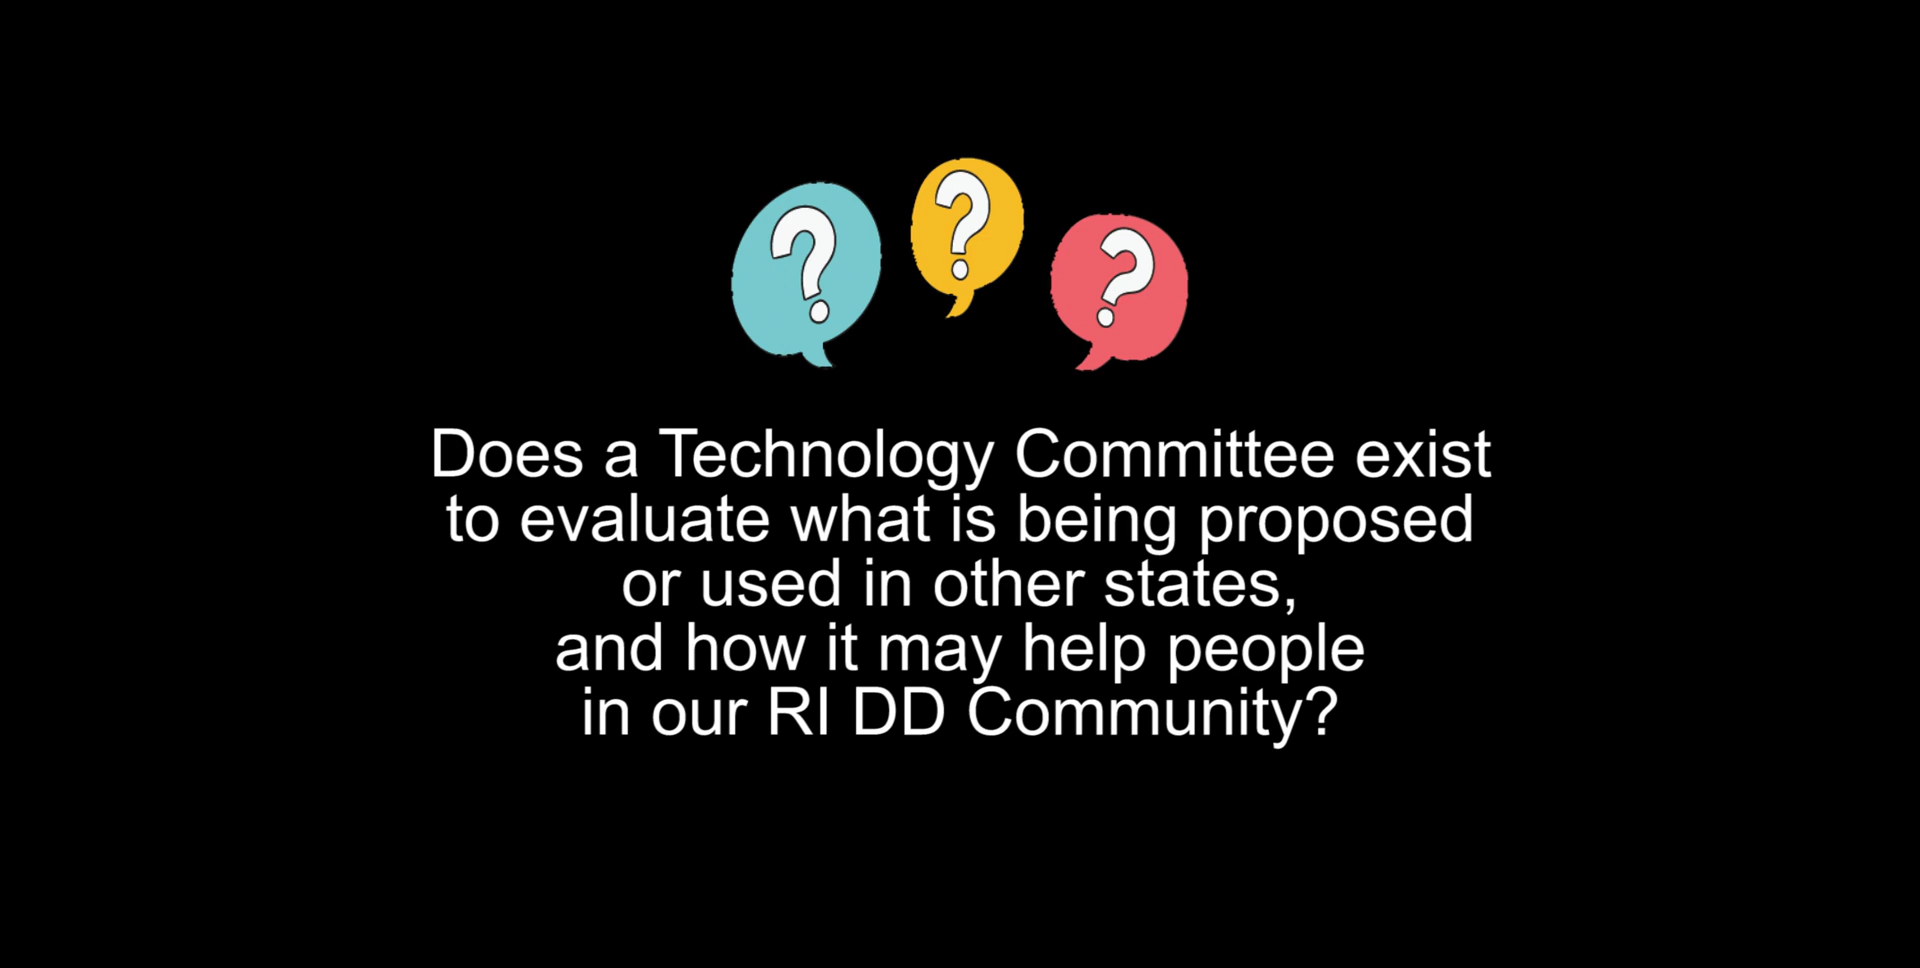 ?
?
?
Does a Technology Committee exist
to evaluate what is being proposed
or used in other states,
and how it may help people
in our RI DD Community?